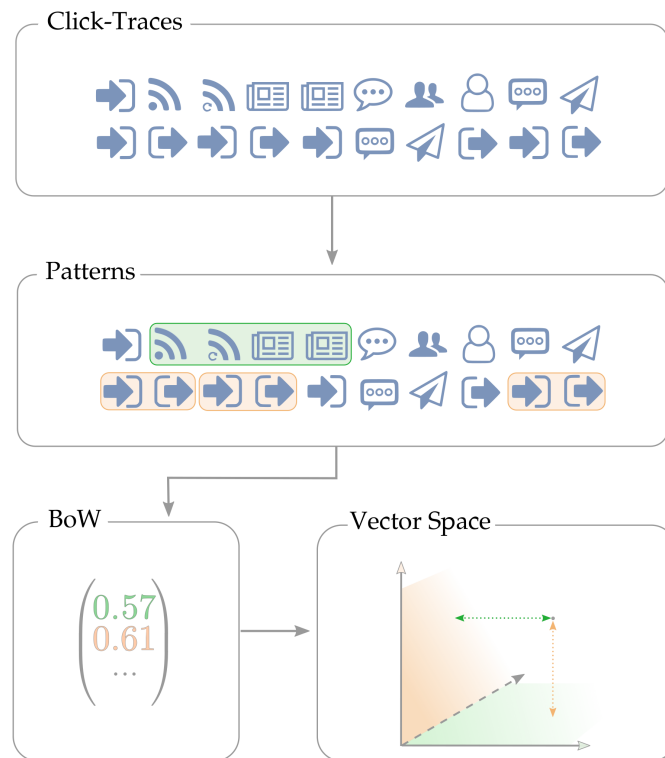 Click-Traces
Patterns
BoW
Vector Space
0.57
0.61
...